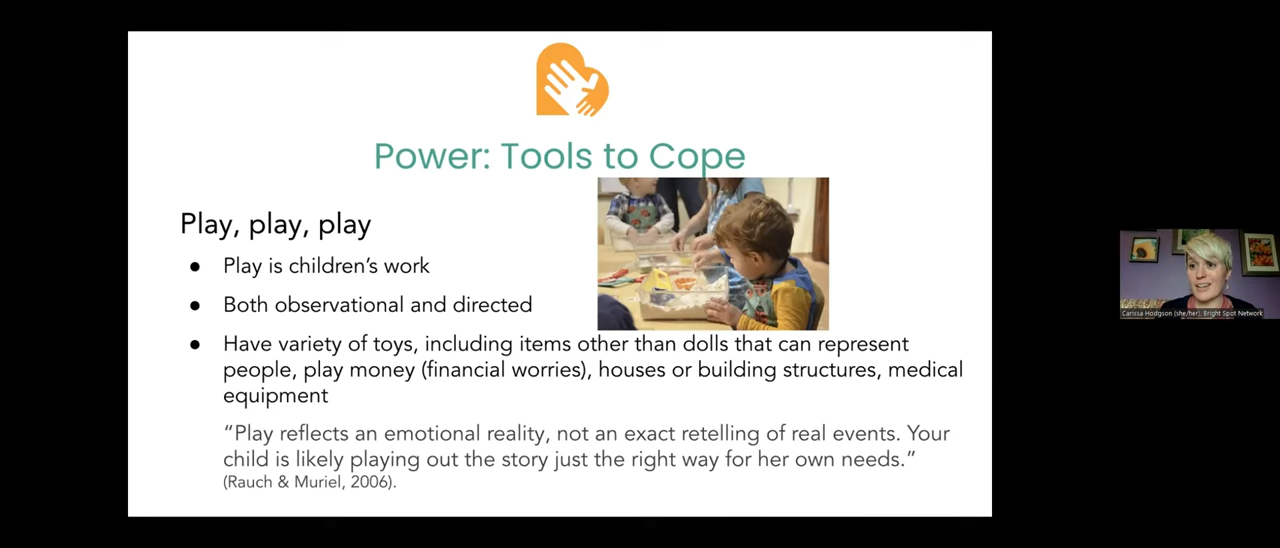 Power: Tools to Cope
Play, play, play
● Play is children's work
● Both observational and directed
● Have variety of toys, including items other than dolls that can represent
people, play money (financial worries), houses or building structures, medical
equipment
“Play reflects an emotional reality, not an exact retelling of real events. Your
child is likely playing out the story just the right way for her own needs.”
(Rauch & Muriel, 2006).
Carissa Hodgson (she/her), Bright Spot Network